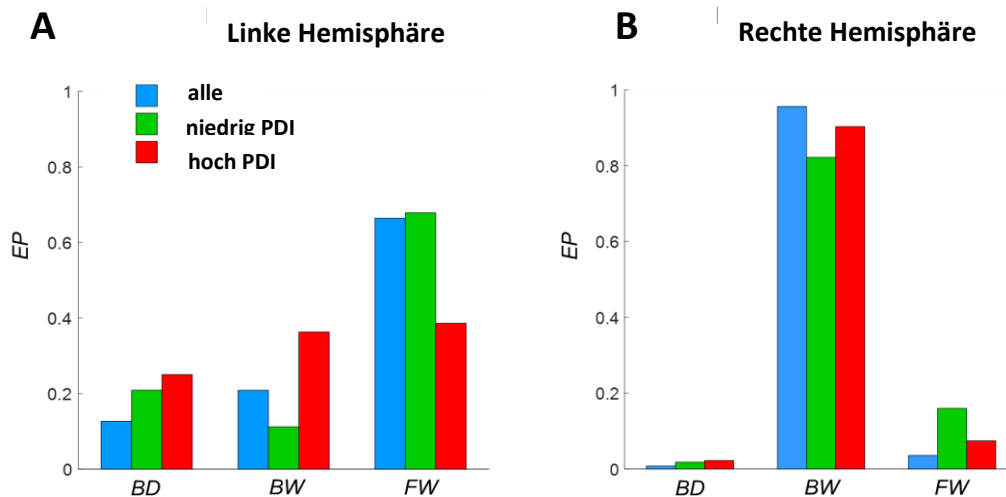 A
Linke Hemisphäre
alle
niedrig PDI
hoch PDI
1
0.8
0.6
0.4
0.2
0
EP
BD
BW
FW
B
Rechte Hemisphäre
1
0.8
0.6
0.4
0.2
0
EP
BD
BW
FW